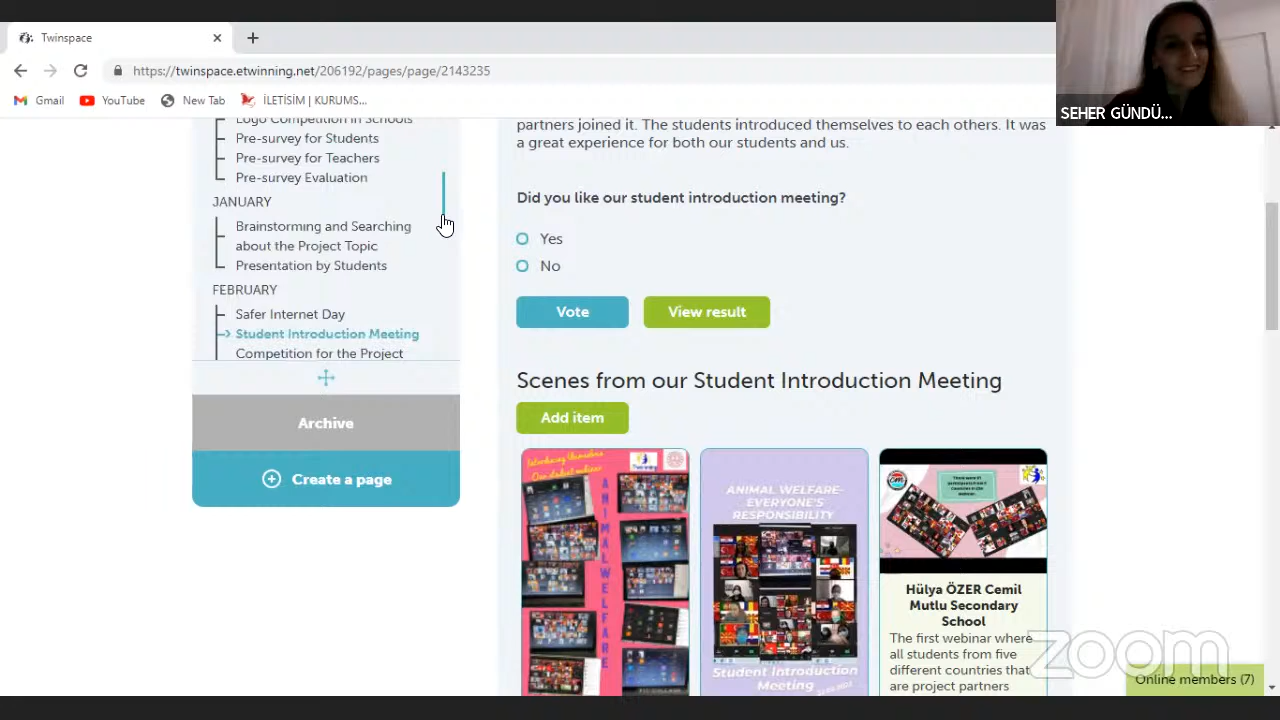 Twinspace
https://twinspace.etwinning.net/206192/pages/page/2143235
Gmail
YouTube
New Tab
İLETİSİM | KURUMS...
SEHER GÜNDÜ...
Logo Competition in Schools
Pre-survey for Students
Pre-survey for Teachers
Pre-survey Evaluation
JANUARY
Brainstorming and Searching
about the Project Topic
Presentation by Students
FEBRUARY
Safer Internet Day
Student Introduction Meeting
Competition for the Project
Archive
Create a page
partners joined it. The students introduced themselves to each others. It was
a great experience for both our students and us.
Did you like our student introduction meeting?
Yes
No
Vote
View result
Scenes from our Student Introduction Meeting
Add item
Introducing themselves
Our student webinar
ANIMAL WELFARE
ANIMAL WELFARE-
EVERYONE'S
RESPONSIBILITY
Student Introduction
Meeting
Hülya ÖZER Cemil
Mutlu Secondary
School
The first webinar where
all students from five
different countries that
are project partners
zoom
Online members (7)